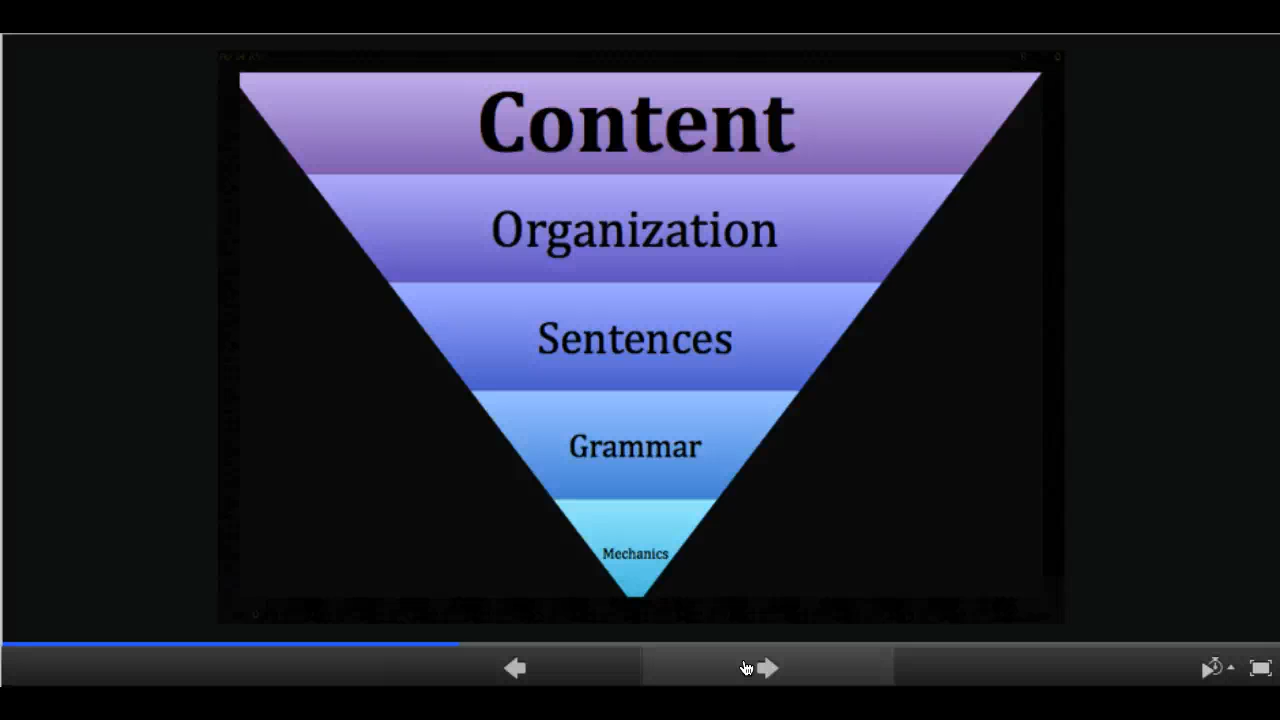 Content
Organization
Sentences
Grammar
Mechanics